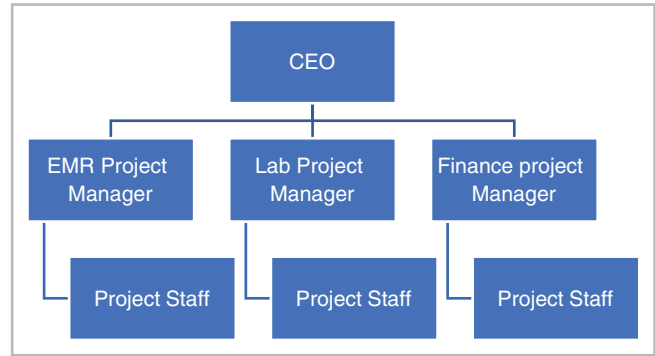 CEO
EMR Project
Manager
Lab Project
Manager
Finance project
Manager
Project Staff
Project Staff
Project Staff